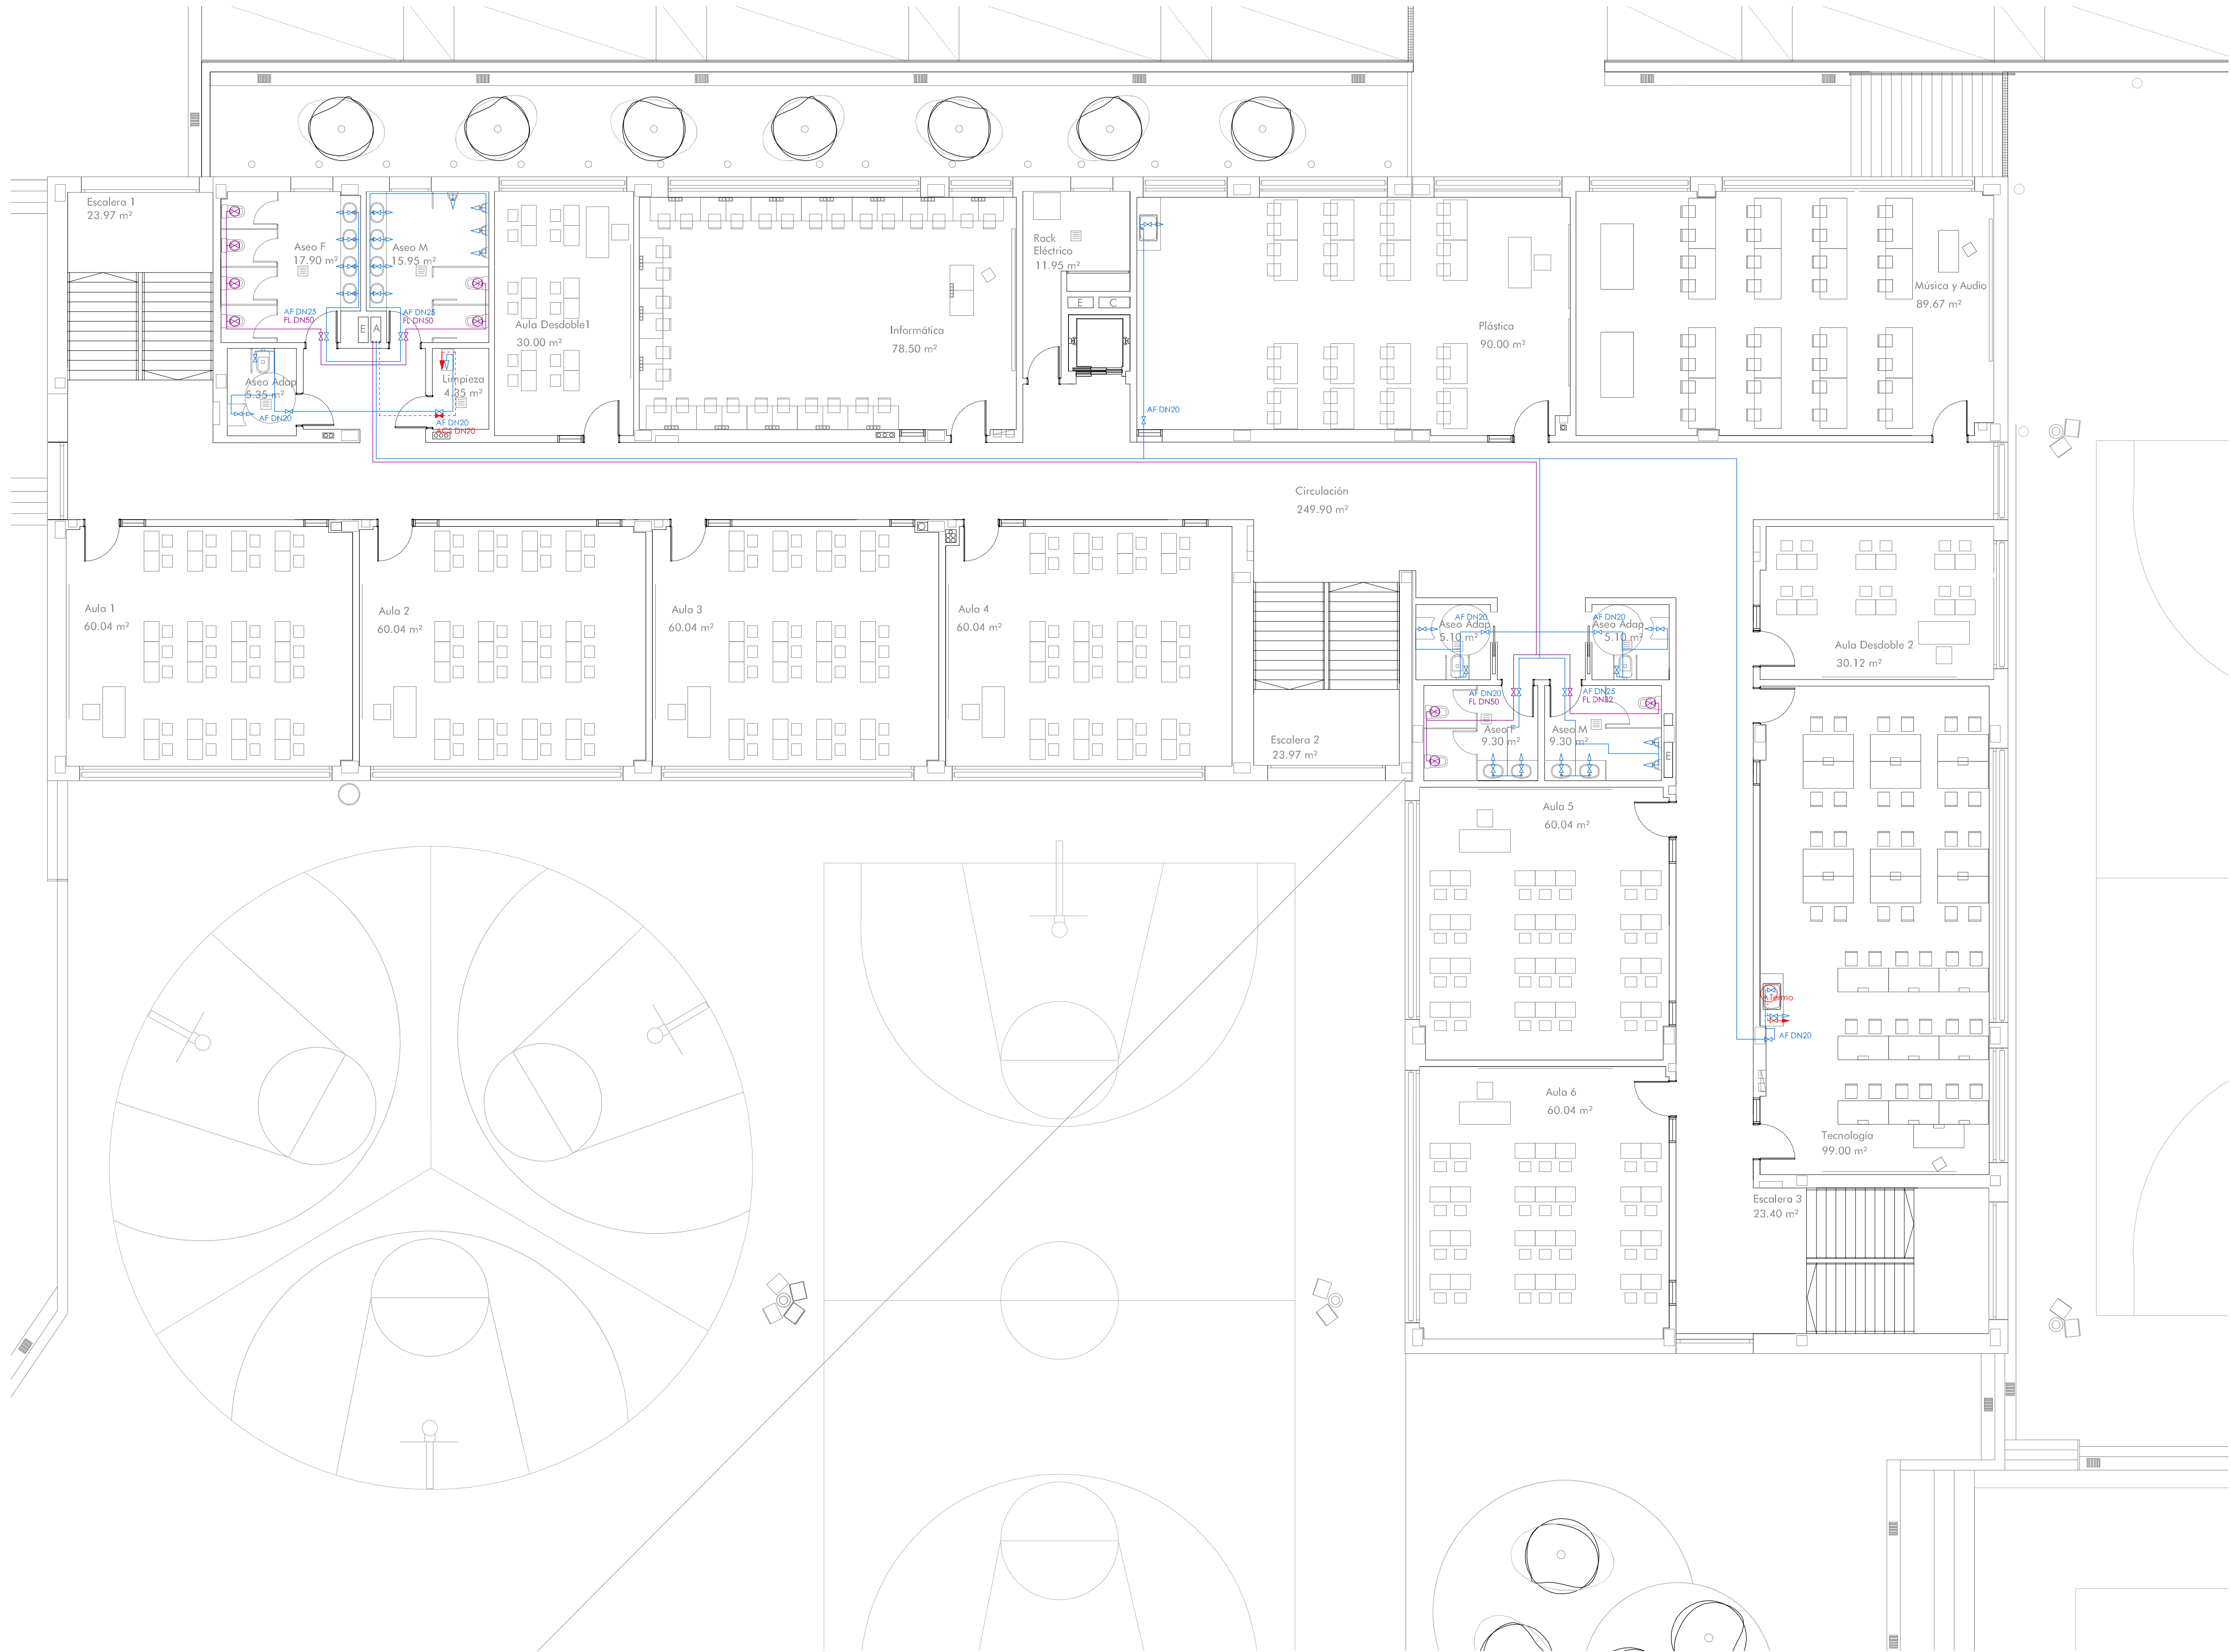 Escalera 1
23.97 m²
Aseo F
17.90 m²
Aseo M
15.95 m²
AF DN25
FL DN50
AF DN25
FL DN50
E
A
Aseo Adap
5.35 m²
AF DN20
Limpieza
4.35 m²
AF DN20
ACS DN20
Aula Desdoble1
30.00 m²
Informática
78.50 m²
Rack
Eléctrico
11.95 m²
E
C
AF DN20
Plástica
90.00 m²
Música y Audio
89.67 m²
Circulación
249.90 m²
Aula 1
60.04 m²
Aula 2
60.04 m²
Aula 3
60.04 m²
Aula 4
60.04 m²
Escalera 2
23.97 m²
AF DN20
Aseo Adap
5.10 m²
AF DN20
Aseo Adap
5.10 m²
AF DN20
FL DN50
AF DN25
FL DN32
Aseo F
9.30 m²
Aseo M
9.30 m²
E
Aula Desdoble 2
30.12 m²
Aula 5
60.04 m²
Termo
AF DN20
Aula 6
60.04 m²
Tecnología
99.00 m²
Escalera 3
23.40 m²